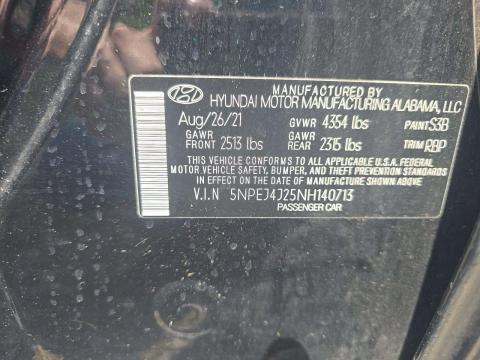 MANUFACTURED BY
HYUNDAI MOTOR MANUFACTURING ALABAMA, LLC
Aug/26/21 GVWR 4354 lbs PAINT S3B
GAWR FRONT 2513 lbs GAWR REAR 2315 lbs TRIM RBP
THIS VEHICLE CONFORMS TO ALL APPLICABLE U.S.A. FEDERAL
MOTOR VEHICLE SAFETY, BUMPER, AND THEFT PREVENTION STANDARDS
IN EFFECT ON THE DATE OF MANUFACTURE SHOWN ABOVE.
V.I.N 5NPEJ4J25NH140713
PASSENGER CAR